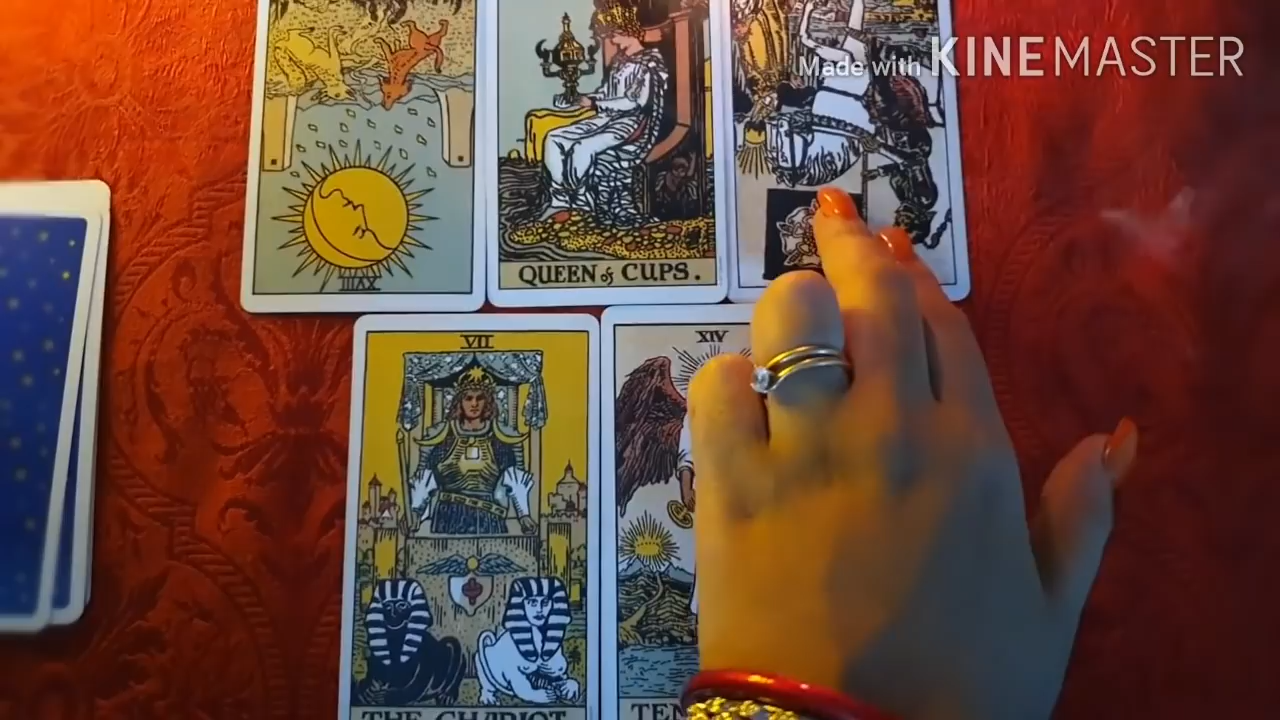 Made with KINEMASTER
XVIII
QUEEN of CUPS.
VII
XIV
THE CHARIOT.
TEN